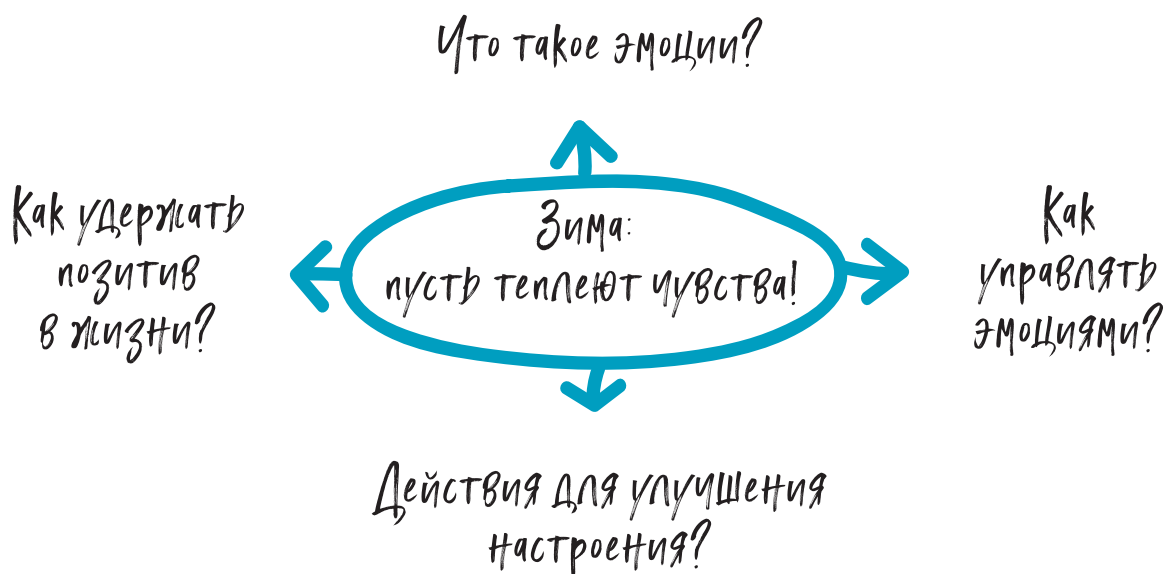 Что такое эмоции?
Как удержать
позитив
в жизни?
Зима:
пусть теплеют чувства!
Как
управлять
эмоциями?
Действия для улучшения
настроения?